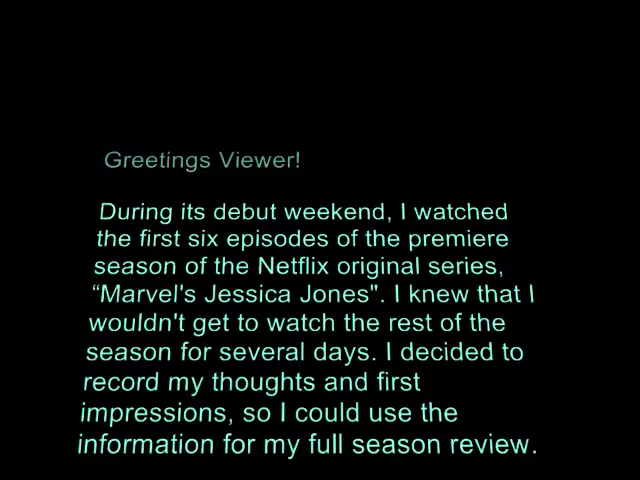 Greetings Viewer!
During its debut weekend, I watched
the first six episodes of the premiere
season of the Netflix original series,
“Marvel's Jessica Jones". I knew that I
wouldn't get to watch the rest of the
season for several days. I decided to
record my thoughts and first
impressions, so I could use the
information for my full season review.